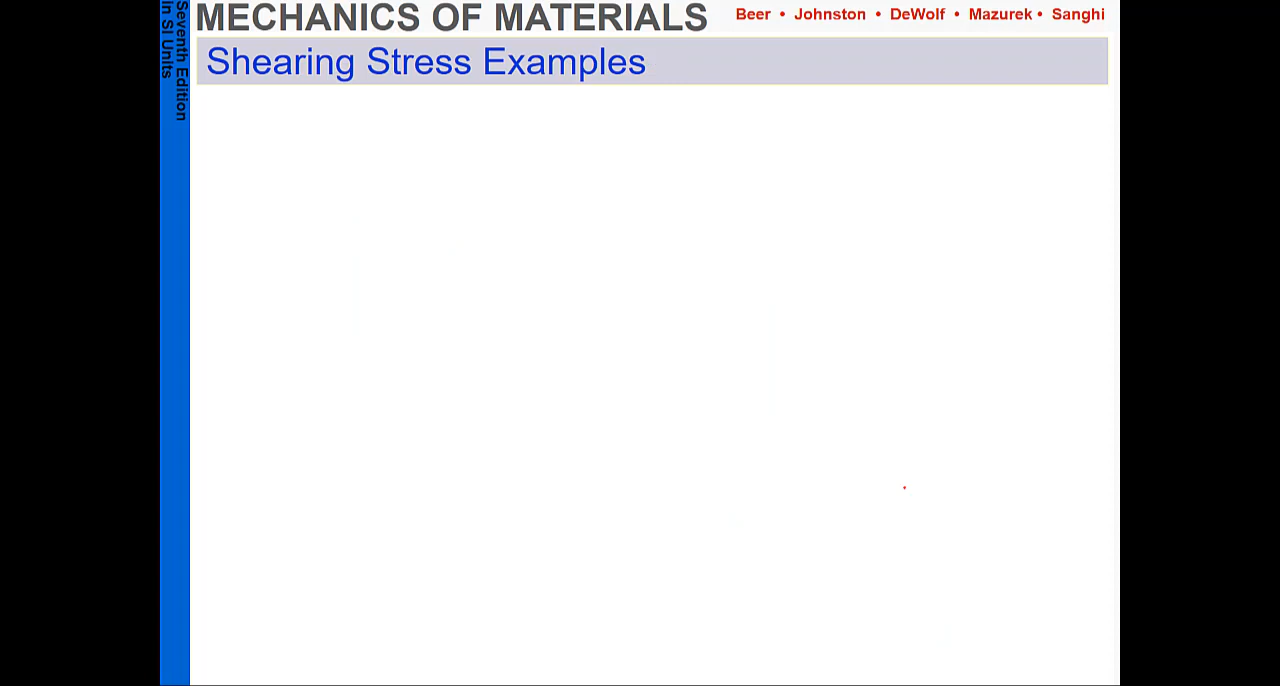 MECHANICS OF MATERIALS
Beer • Johnston • DeWolf • Mazurek • Sanghi
Seventh Edition
in SI Units
Shearing Stress Examples